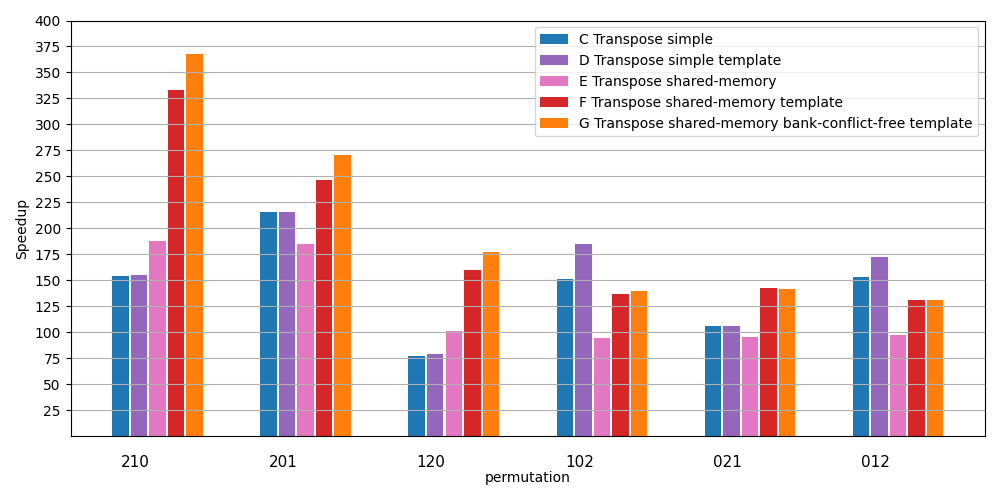 400
375
350
325
300
275
250
225
200
175
150
125
100
75
50
25
Speedup
C Transpose simple
D Transpose simple template
E Transpose shared-memory
F Transpose shared-memory template
G Transpose shared-memory bank-conflict-free template
210 201 120 102 021 012
permutation